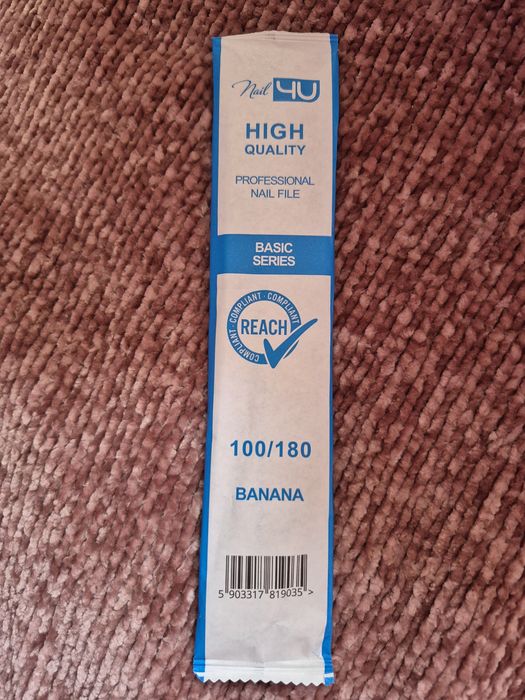 Nail 4U
HIGH
QUALITY
PROFESSIONAL
NAIL FILE
BASIC
SERIES
COMPLIANT · COMPLIANT · COMPLIANT
REACH
100/180
BANANA
5 903317 819035 >